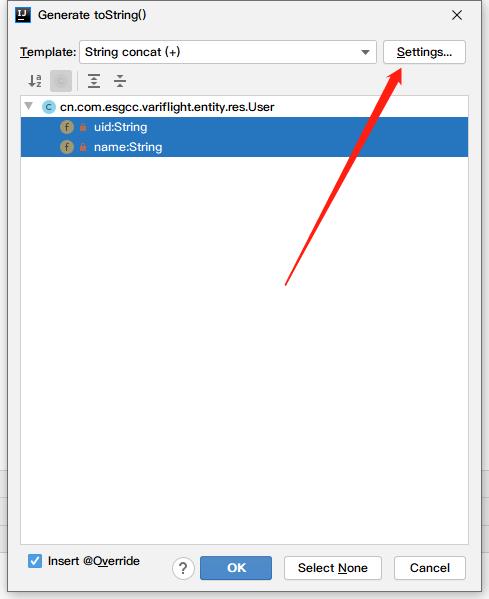 IJ Generate toString()
Template: String concat (+) Settings...
C cn.com.esgcc.variflight.entity.res.User
f uid:String
f name:String
Insert @Override ? OK Select None Cancel